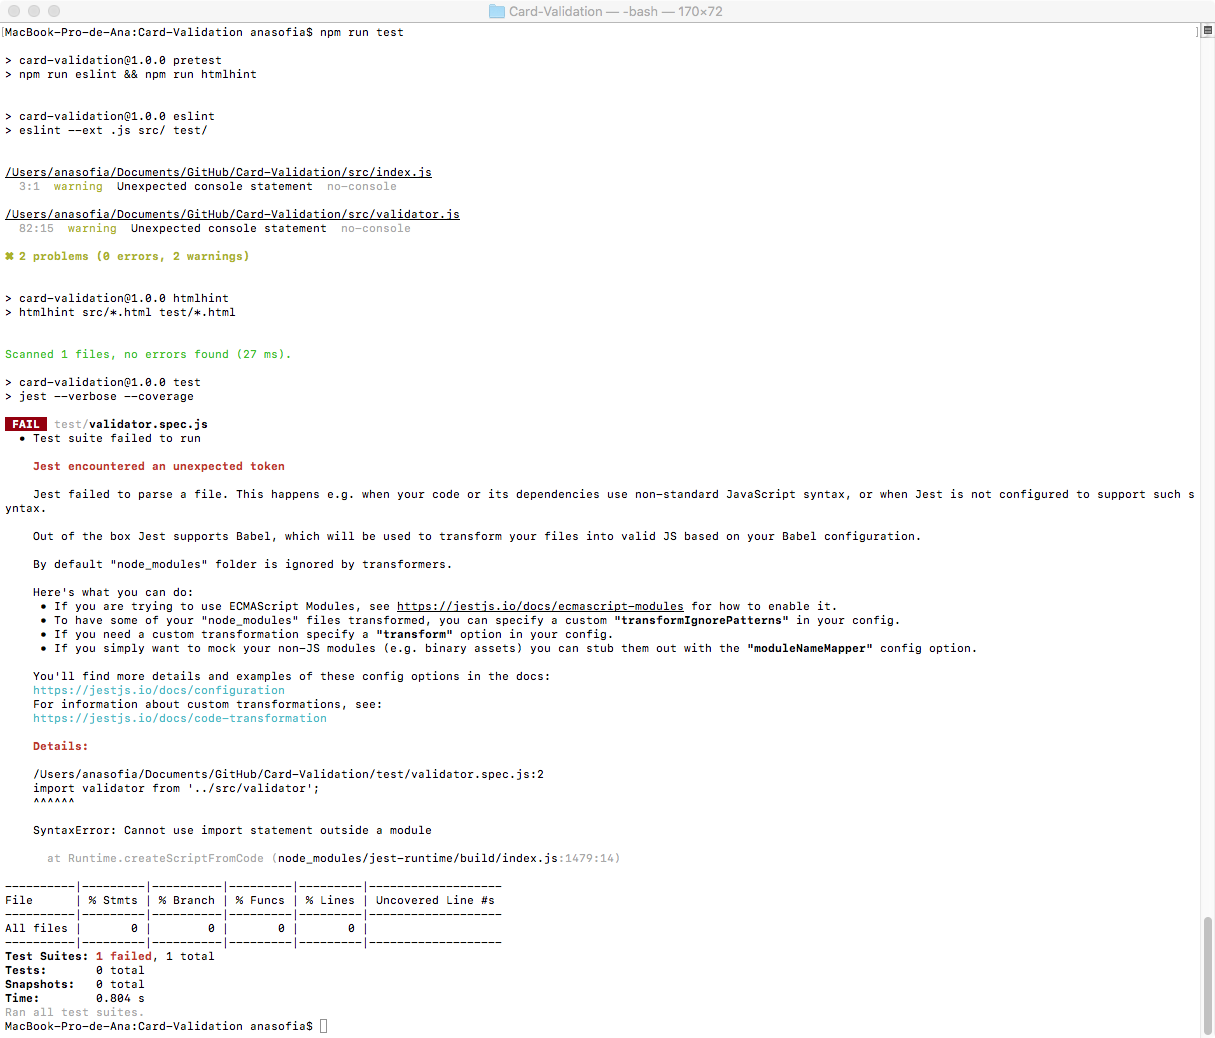 Card-Validation — -bash — 170×72
MacBook-Pro-de-Ana:Card-Validation anasofia$ npm run test
> card-validation@1.0.0 pretest
> npm run eslint && npm run htmlhint
> card-validation@1.0.0 eslint
> eslint --ext .js src/ test/
/Users/anasofia/Documents/GitHub/Card-Validation/src/index.js
3:1 warning Unexpected console statement no-console
/Users/anasofia/Documents/GitHub/Card-Validation/src/validator.js
82:15 warning Unexpected console statement no-console
✖ 2 problems (0 errors, 2 warnings)
> card-validation@1.0.0 htmlhint
> htmlhint src/*.html test/*.html
Scanned 1 files, no errors found (27 ms).
> card-validation@1.0.0 test
> jest --verbose --coverage
FAIL test/validator.spec.js
● Test suite failed to run
Jest encountered an unexpected token
Jest failed to parse a file. This happens e.g. when your code or its dependencies use non-standard JavaScript syntax, or when Jest is not configured to support such s
yntax.
Out of the box Jest supports Babel, which will be used to transform your files into valid JS based on your Babel configuration.
By default "node_modules" folder is ignored by transformers.
Here's what you can do:
• If you are trying to use ECMAScript Modules, see https://jestjs.io/docs/ecmascript-modules for how to enable it.
• To have some of your "node_modules" files transformed, you can specify a custom "transformIgnorePatterns" in your config.
• If you need a custom transformation specify a "transform" option in your config.
• If you simply want to mock your non-JS modules (e.g. binary assets) you can stub them out with the "moduleNameMapper" config option.
You'll find more details and examples of these config options in the docs:
https://jestjs.io/docs/configuration
For information about custom transformations, see:
https://jestjs.io/docs/code-transformation
Details:
/Users/anasofia/Documents/GitHub/Card-Validation/test/validator.spec.js:2
import validator from '../src/validator';
^^^^^^
SyntaxError: Cannot use import statement outside a module
at Runtime.createScriptFromCode (node_modules/jest-runtime/build/index.js:1479:14)
----------|---------|----------|---------|---------|-------------------
File      | % Stmts | % Branch | % Funcs | % Lines | Uncovered Line #s
----------|---------|----------|---------|---------|-------------------
All files |       0 |        0 |       0 |       0 |
----------|---------|----------|---------|---------|-------------------
Test Suites: 1 failed, 1 total
Tests: 0 total
Snapshots: 0 total
Time: 0.804 s
Ran all test suites.
MacBook-Pro-de-Ana:Card-Validation anasofia$